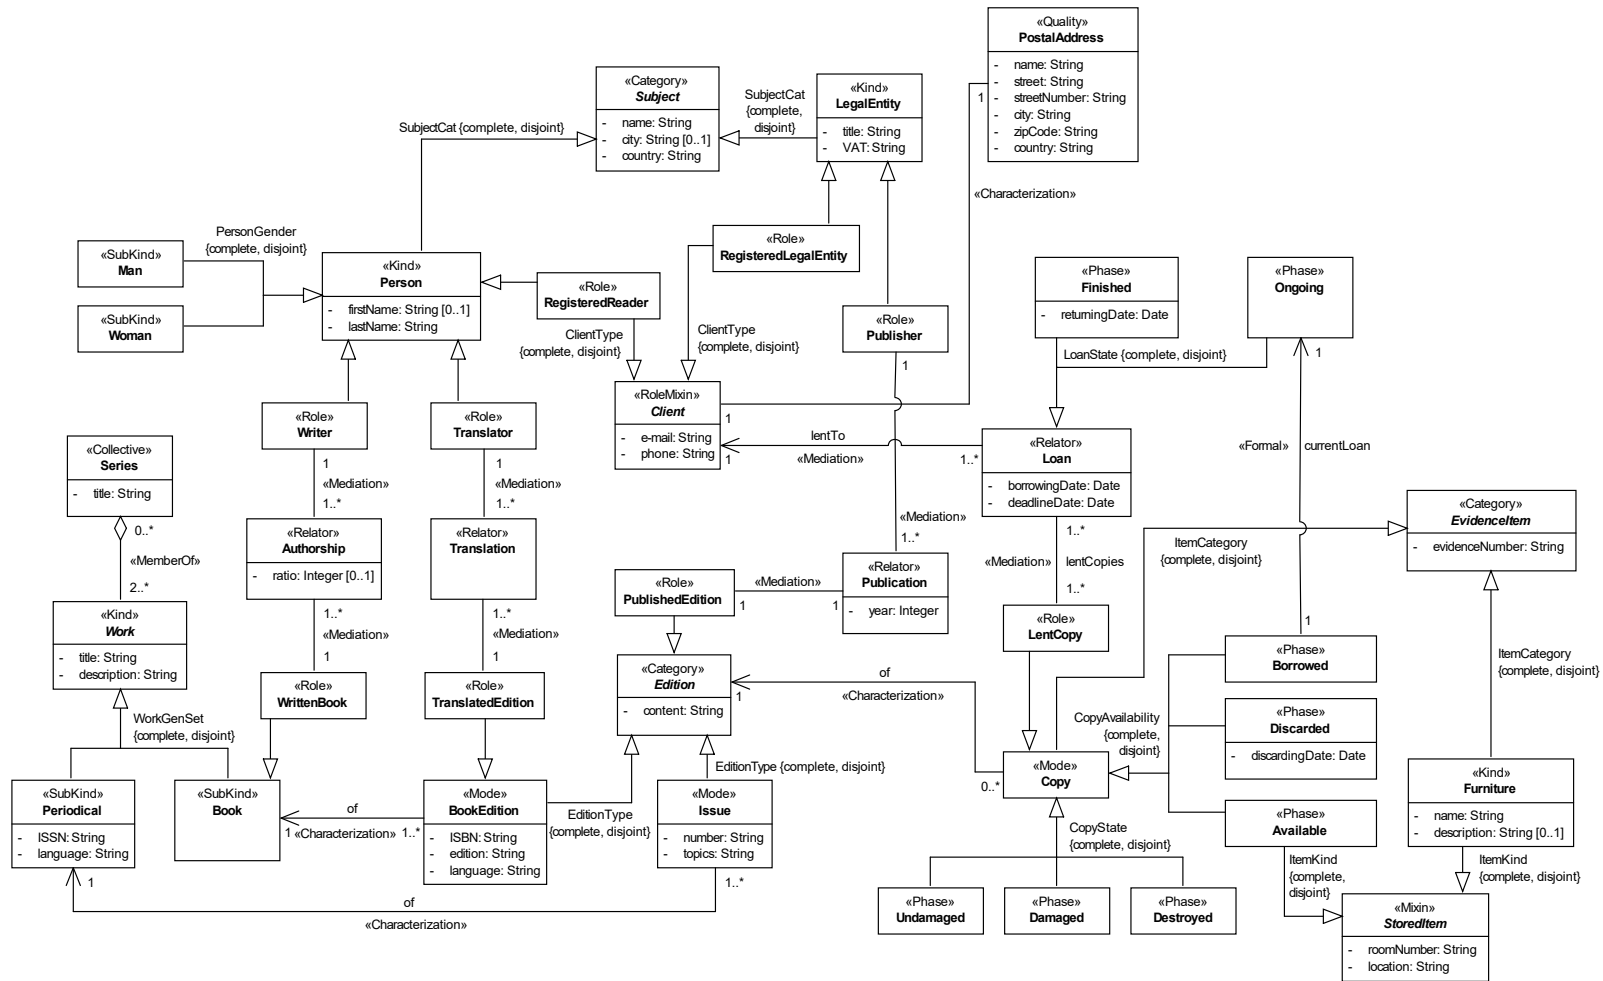 «Quality»
PostalAddress
- name: String
- street: String
- streetNumber: String
- city: String
- zipCode: String
- country: String
1
«Characterization»
«Category»
Subject
- name: String
- city: String [0..1]
- country: String
SubjectCat {complete, disjoint}
SubjectCat
{complete,
disjoint}
«Kind»
LegalEntity
- title: String
- VAT: String
«Role»
RegisteredLegalEntity
PersonGender
{complete, disjoint}
«SubKind»
Man
«SubKind»
Woman
«Kind»
Person
- firstName: String [0..1]
- lastName: String
«Role»
RegisteredReader
ClientType
{complete, disjoint}
ClientType
{complete, disjoint}
«Role»
Publisher
1
«Phase»
Finished
- returningDate: Date
«Phase»
Ongoing
LoanState {complete, disjoint}
1
«RoleMixin»
Client
- e-mail: String
- phone: String
1
1
lentTo
«Mediation»
1..*
«Relator»
Loan
- borrowingDate: Date
- deadlineDate: Date
«Formal»
currentLoan
1
«Role»
Writer
1
«Mediation»
1..*
«Role»
Translator
1
«Mediation»
1..*
«Collective»
Series
- title: String
0..*
«MemberOf»
2..*
«Relator»
Authorship
- ratio: Integer [0..1]
1..*
«Mediation»
1
«Relator»
Translation
1..*
«Mediation»
1
«Mediation»
1..*
«Relator»
Publication
- year: Integer
«Role»
PublishedEdition
1
«Mediation»
1
1..*
«Mediation»
lentCopies
1..*
«Role»
LentCopy
ItemCategory
{complete, disjoint}
«Category»
EvidenceItem
- evidenceNumber: String
«Kind»
Work
- title: String
- description: String
WorkGenSet
{complete, disjoint}
«Role»
WrittenBook
«Role»
TranslatedEdition
«Category»
Edition
- content: String
1
of
«Characterization»
0..*
«Phase»
Borrowed
«Phase»
Discarded
- discardingDate: Date
«Phase»
Available
CopyAvailability
{complete,
disjoint}
ItemCategory
{complete, disjoint}
«Mode»
Copy
CopyState
{complete, disjoint}
«Kind»
Furniture
- name: String
- description: String [0..1]
«SubKind»
Periodical
- ISSN: String
- language: String
1
«SubKind»
Book
1
of
«Characterization»
1..*
«Mode»
BookEdition
- ISBN: String
- edition: String
- language: String
EditionType
{complete, disjoint}
EditionType {complete, disjoint}
«Mode»
Issue
- number: String
- topics: String
1..*
of
«Characterization»
«Phase»
Undamaged
«Phase»
Damaged
«Phase»
Destroyed
ItemKind
{complete,
disjoint}
ItemKind
{complete, disjoint}
«Mixin»
StoredItem
- roomNumber: String
- location: String